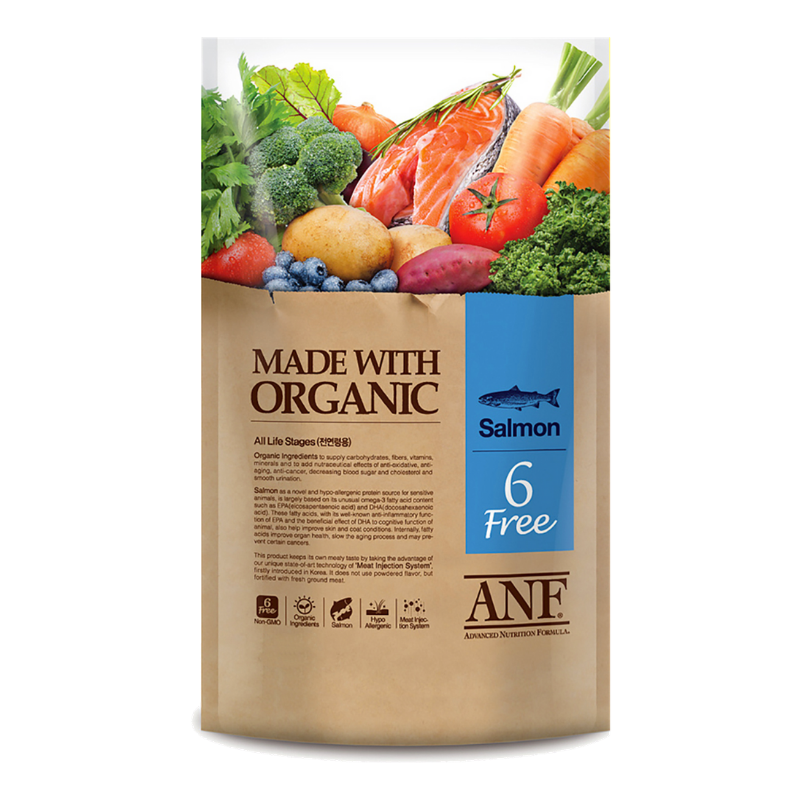 MADE WITH
ORGANIC
All Life Stages (전연령용)
Organic Ingredients to supply carbohydrates, fibers, vitamins,
minerals and to add nutraceutical effects of anti-oxidative, anti-
aging, anti-cancer, decreasing blood sugar and cholesterol and
smooth urination.
Salmon as a novel and hypo-allergenic protein source for sensitive
animals, is largely based on its unusual omega-3 fatty acid content
such as EPA(eicosapentaenoic acid) and DHA(docosahexaenoic
acid). These fatty acids, with its well-known anti-inflammatory func-
tion of EPA and the beneficial effect of DHA to cognitive function of
animal, also help improve skin and coat conditions. Internally, fatty
acids improve organ health, slow the aging process and may pre-
vent certain cancers.
This product keeps its own mealy taste by taking the advantage of
our unique state-of-art technology of 'Meat Injection System',
firstly introduced in Korea. It does not use powdered flavor, but
fortified with fresh ground meat.
6
Free
Non-GMO
Organic
Ingredients
Salmon
Hypo
Allergenic
Meat Injec-
tion System
Salmon
6
Free
ANF®
ADVANCED NUTRITION FORMULA.